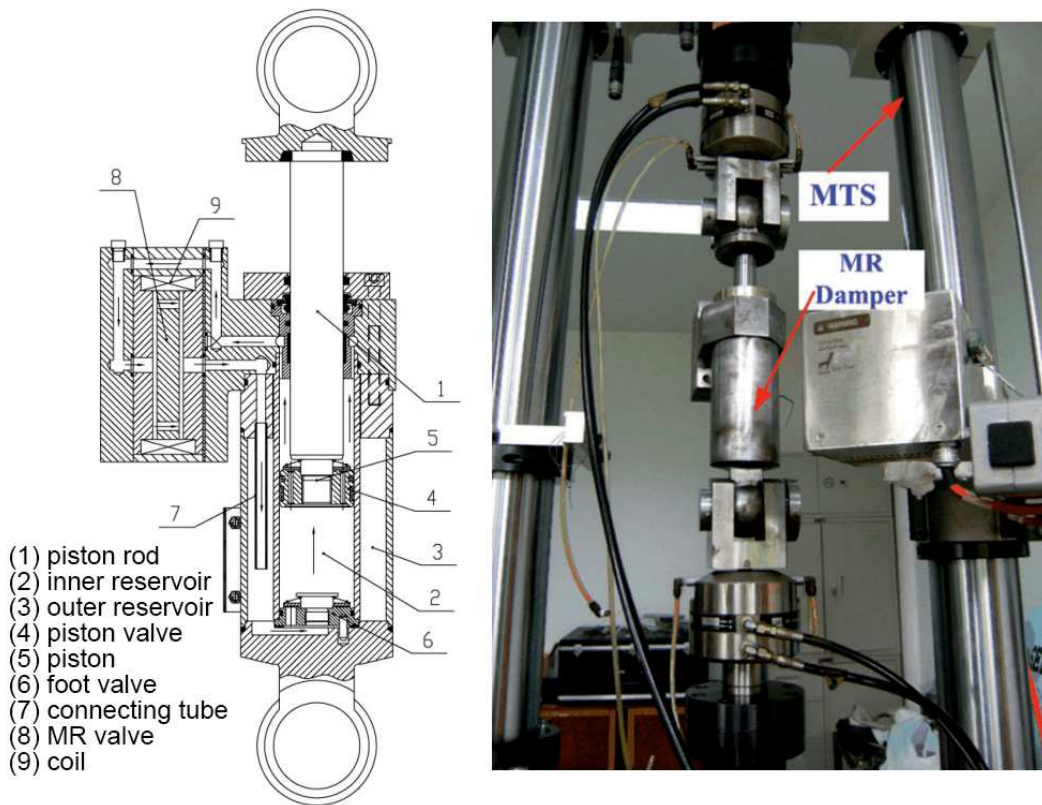 8
9
1
5
4
7
3
2
6
(1) piston rod
(2) inner reservoir
(3) outer reservoir
(4) piston valve
(5) piston
(6) foot valve
(7) connecting tube
(8) MR valve
(9) coil
MTS
MR
Damper
WARNING